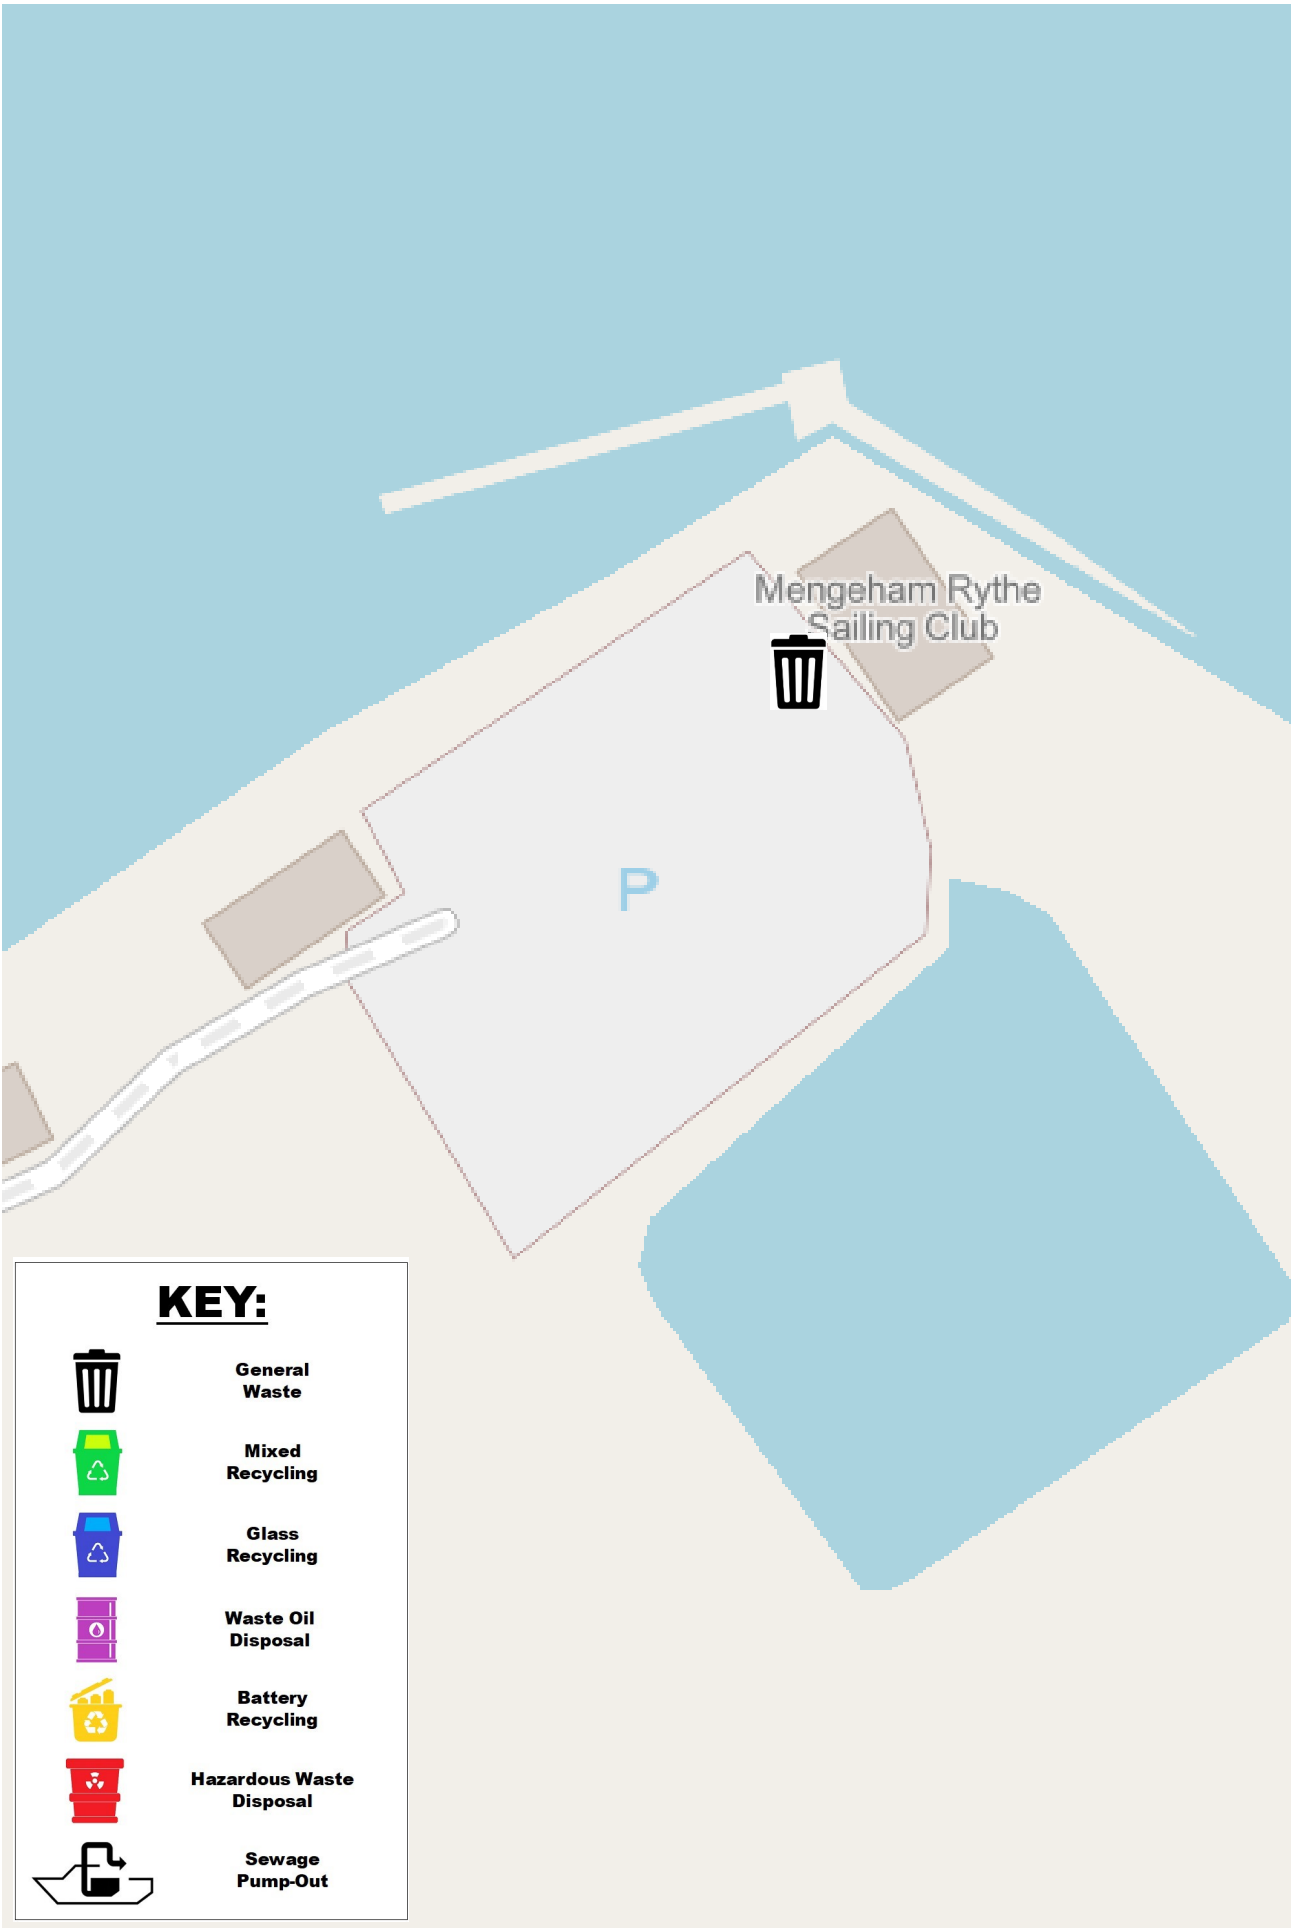 Mengeham Rythe
Sailing Club
P
KEY:
General
Waste
Mixed
Recycling
Glass
Recycling
Waste Oil
Disposal
Battery
Recycling
Hazardous Waste
Disposal
Sewage
Pump-Out